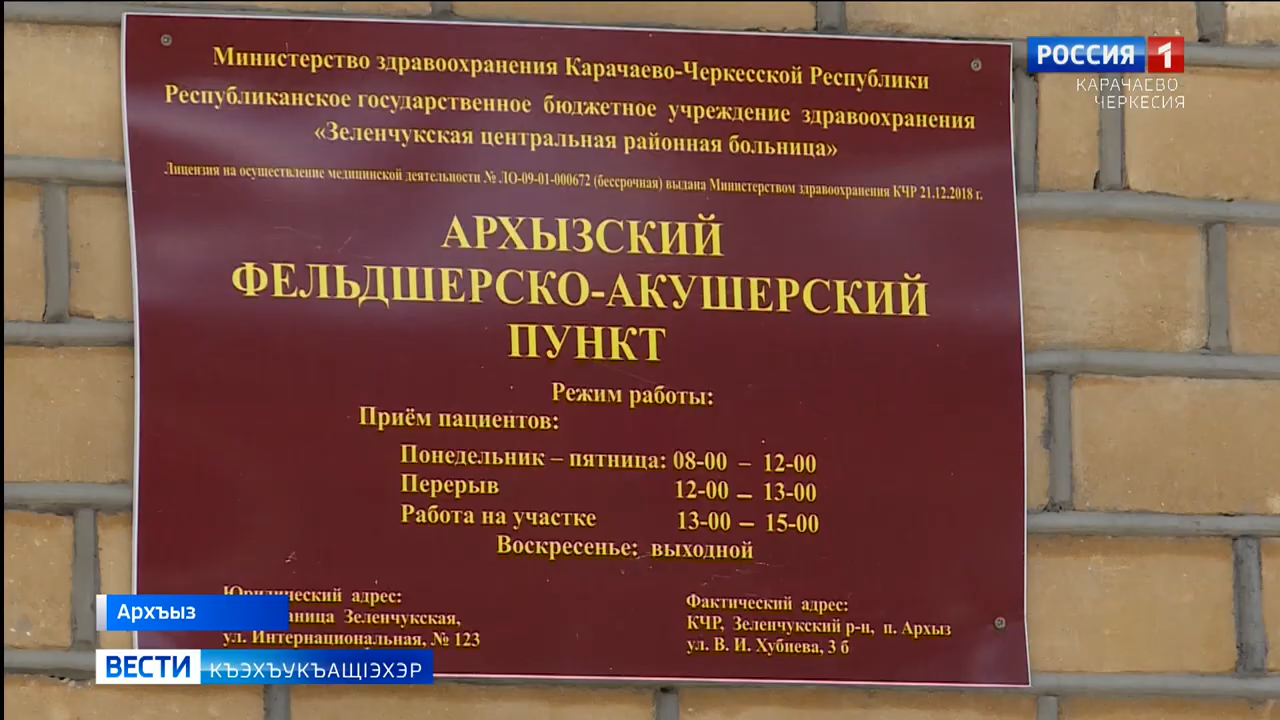 Министерство здравоохранения Карачаево-Черкесской Республики
Республиканское государственное бюджетное учреждение здравоохранения
«Зеленчукская центральная районная больница»
Лицензия на осуществление медицинской деятельности № ЛО-09-01-000672 (бессрочная) выдана Министерством здравоохранения КЧР 21.12.2018 г.
АРХЫЗСКИЙ
ФЕЛЬДШЕРСКО-АКУШЕРСКИЙ
ПУНКТ
Режим работы:
Приём пациентов:
Понедельник – пятница: 08-00 – 12-00
Перерыв 12-00 – 13-00
Работа на участке 13-00 – 15-00
Воскресенье: выходной
Юридический адрес:
Зеленчукская,
ул. Интернациональная, № 123
Фактический адрес:
КЧР, Зеленчукский р-н, п. Архыз
ул. В. И. Хубиева, 3 б
РОССИЯ 1
КАРАЧАЕВО
ЧЕРКЕСИЯ
Архъыз
ВЕСТИ КЪЭХЪУКЪАЩІЭХЭР